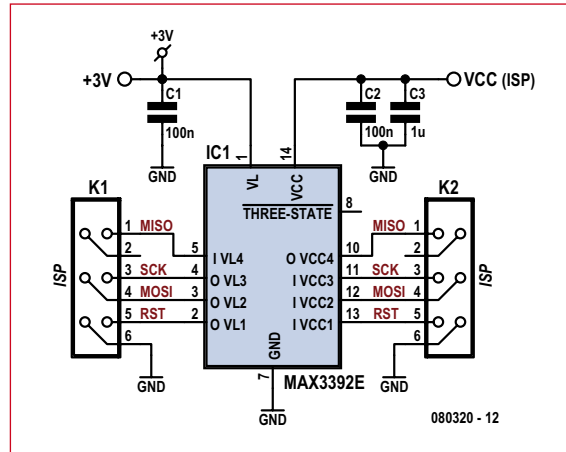 +3V
+3V
VCC (ISP)
C1
100n
C2
100n
C3
1u
GND
GND
IC1
1
14
VL
VCC
THREE-STATE
8
K1
K2
ISP
ISP
1 MISO
2
3 SCK
4 MOSI
5 RST
6
GND
5 I VL4
4 O VL3
3 O VL2
2 O VL1
O VCC4 10
I VCC3 11
I VCC2 12
I VCC1 13
MISO 1
2
SCK 3
MOSI 4
RST 5
6
GND
GND
7
GND
MAX3392E
080320 - 12